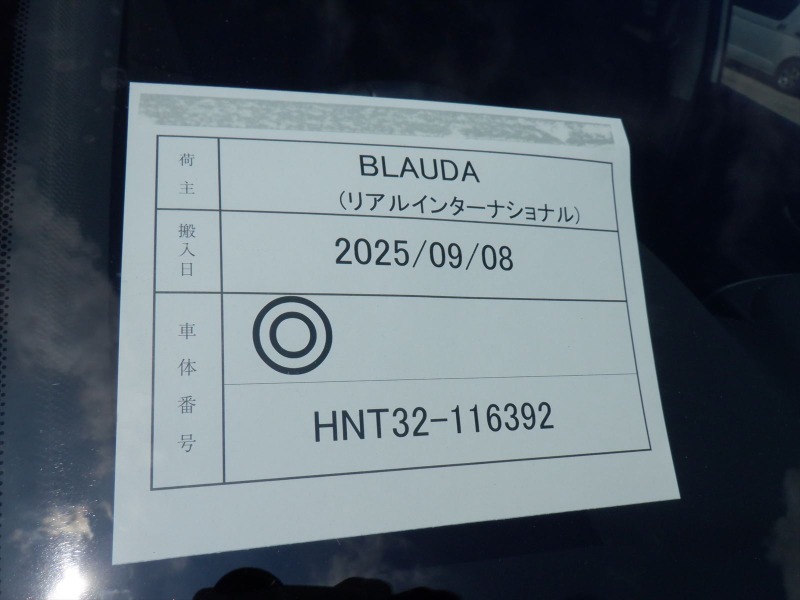 荷主
BLAUDA
(リアルインターナショナル)
搬入日
2025/09/08
車体番号
◎
HNT32-116392